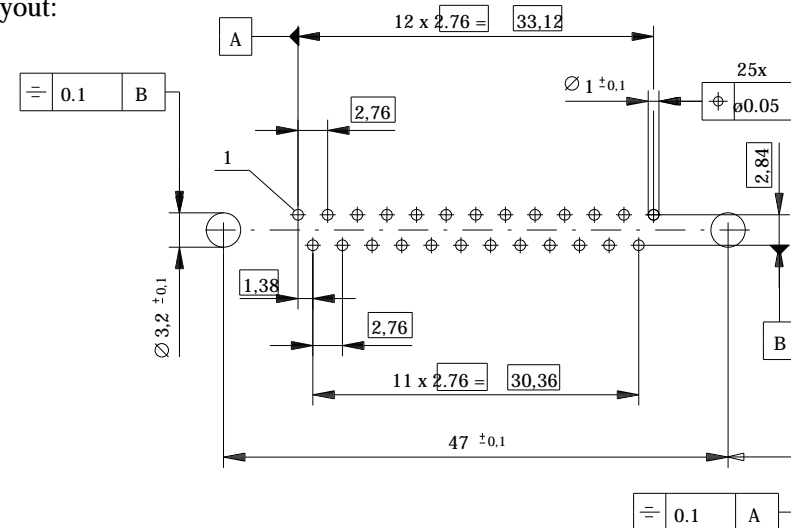 yout:
12 x 2.76 = 33,12
A
25x
Ø 1 ±0,1
⌯ 0.1 B
⌖ ø0.05
2,76
1
2,84
1,38
Ø 3,2 ±0,1
2,76
B
11 x 2.76 = 30,36
47 ±0,1
⌯ 0.1 A